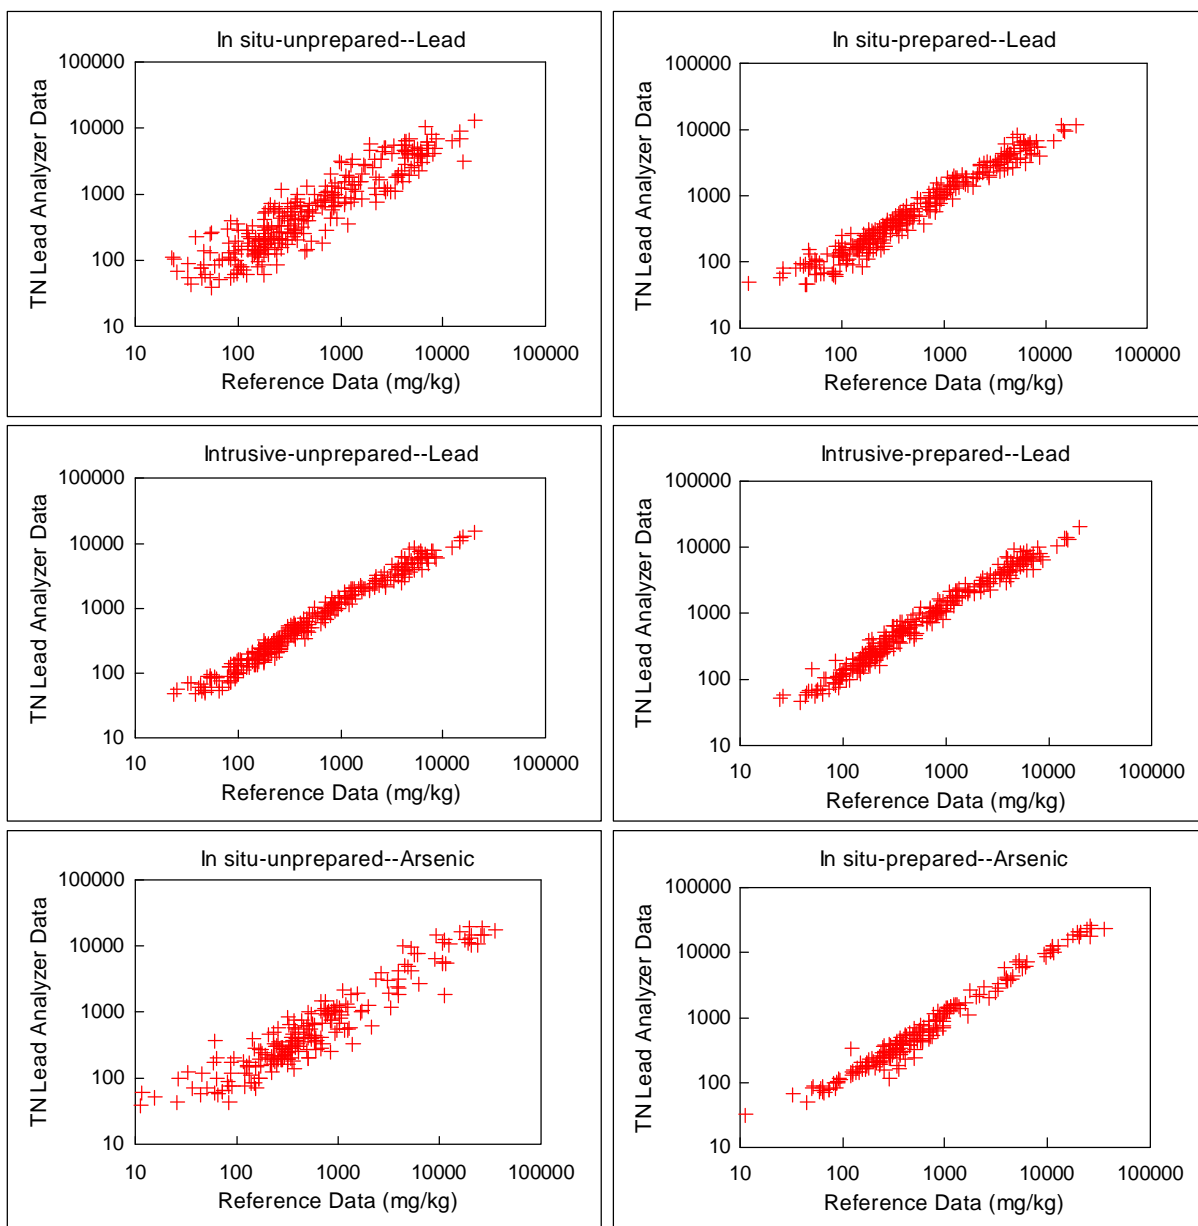 In situ-unprepared--Lead
TN Lead Analyzer Data
100000
10000
1000
100
10
10 100 1000 10000 100000
Reference Data (mg/kg)
In situ-prepared--Lead
TN Lead Analyzer Data
100000
10000
1000
100
10
10 100 1000 10000 100000
Reference Data (mg/kg)
Intrusive-unprepared--Lead
TN Lead Analyzer Data
100000
10000
1000
100
10
10 100 1000 10000 100000
Reference Data (mg/kg)
Intrusive-prepared--Lead
TN Lead Analyzer Data
100000
10000
1000
100
10
10 100 1000 10000 100000
Reference Data (mg/kg)
In situ-unprepared--Arsenic
TN Lead Analyzer Data
100000
10000
1000
100
10
10 100 1000 10000 100000
Reference Data (mg/kg)
In situ-prepared--Arsenic
TN Lead Analyzer Data
100000
10000
1000
100
10
10 100 1000 10000 100000
Reference Data (mg/kg)